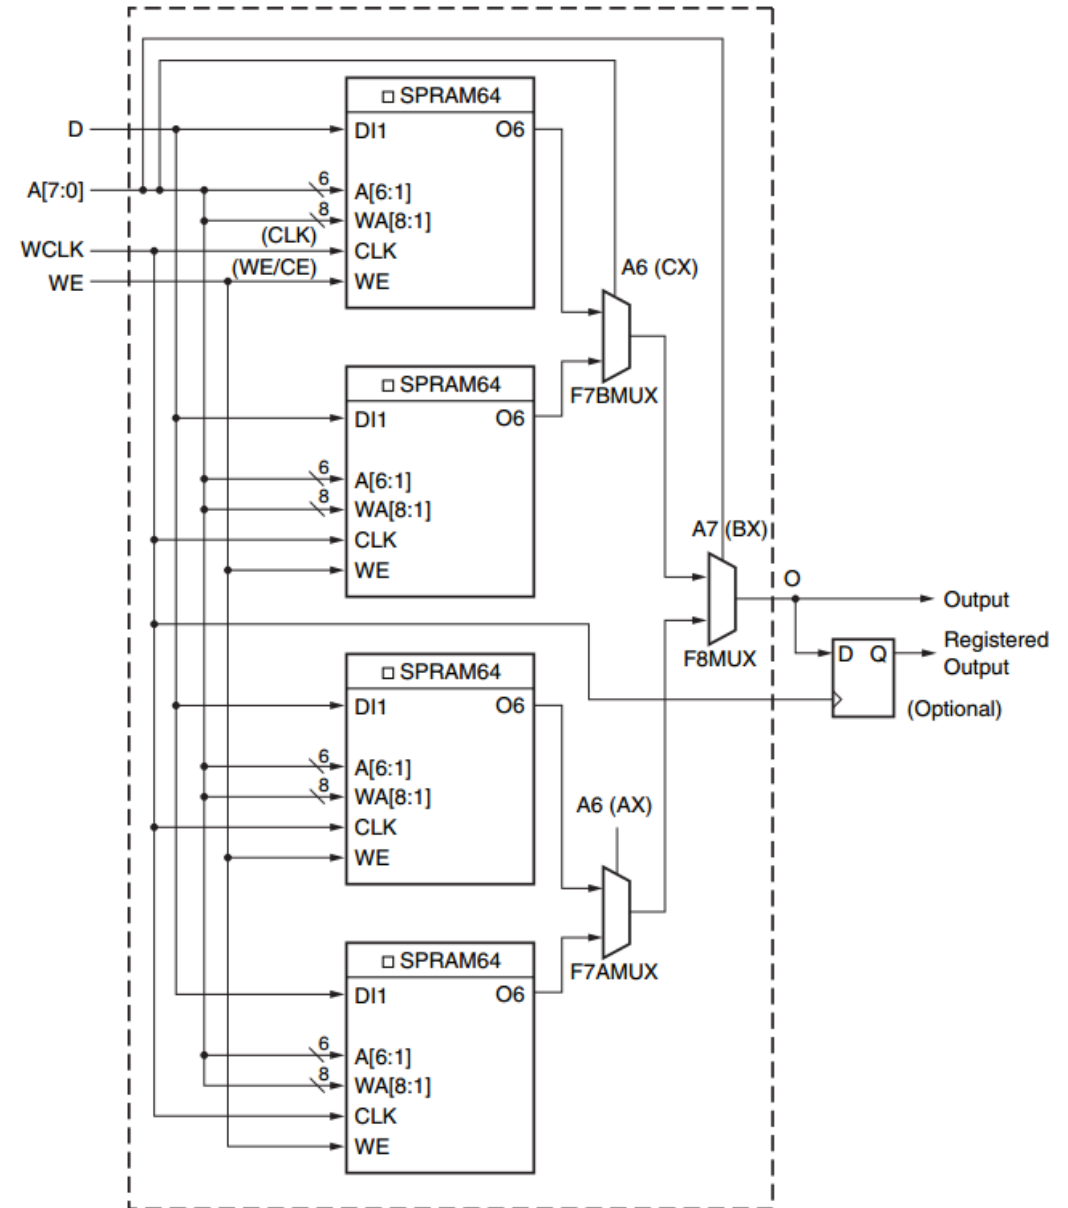 SPRAM64
D
DI1
O6
A[7:0]
6
A[6:1]
8
WA[8:1]
WCLK
(CLK)
CLK
WE
(WE/CE)
WE
A6 (CX)
F7BMUX
SPRAM64
DI1
O6
6
A[6:1]
8
WA[8:1]
CLK
WE
A7 (BX)
O
Output
F8MUX
D Q
Registered
Output
(Optional)
SPRAM64
DI1
O6
6
A[6:1]
8
WA[8:1]
CLK
WE
A6 (AX)
F7AMUX
SPRAM64
DI1
O6
6
A[6:1]
8
WA[8:1]
CLK
WE